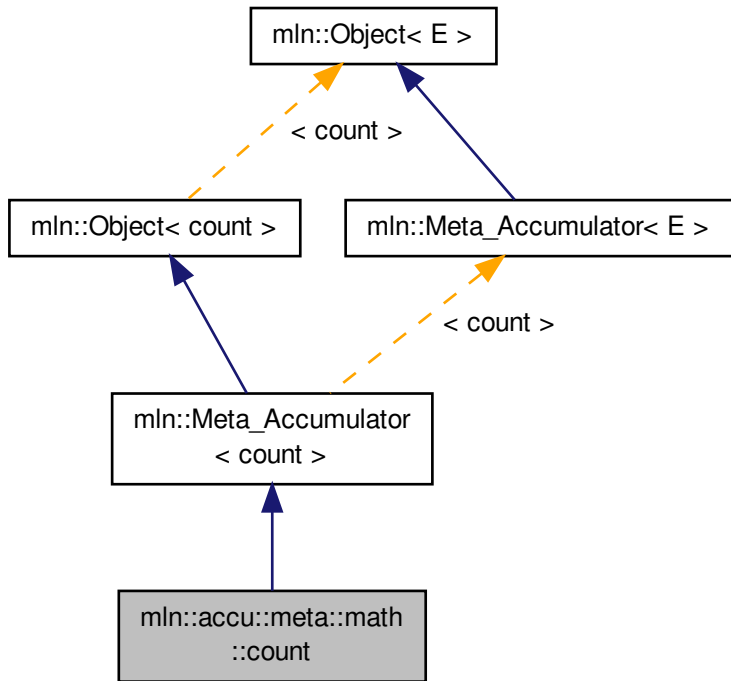 mln::Object< E >
< count >
mln::Object< count >
mln::Meta_Accumulator< E >
< count >
mln::Meta_Accumulator
< count >
mln::accu::meta::math
::count